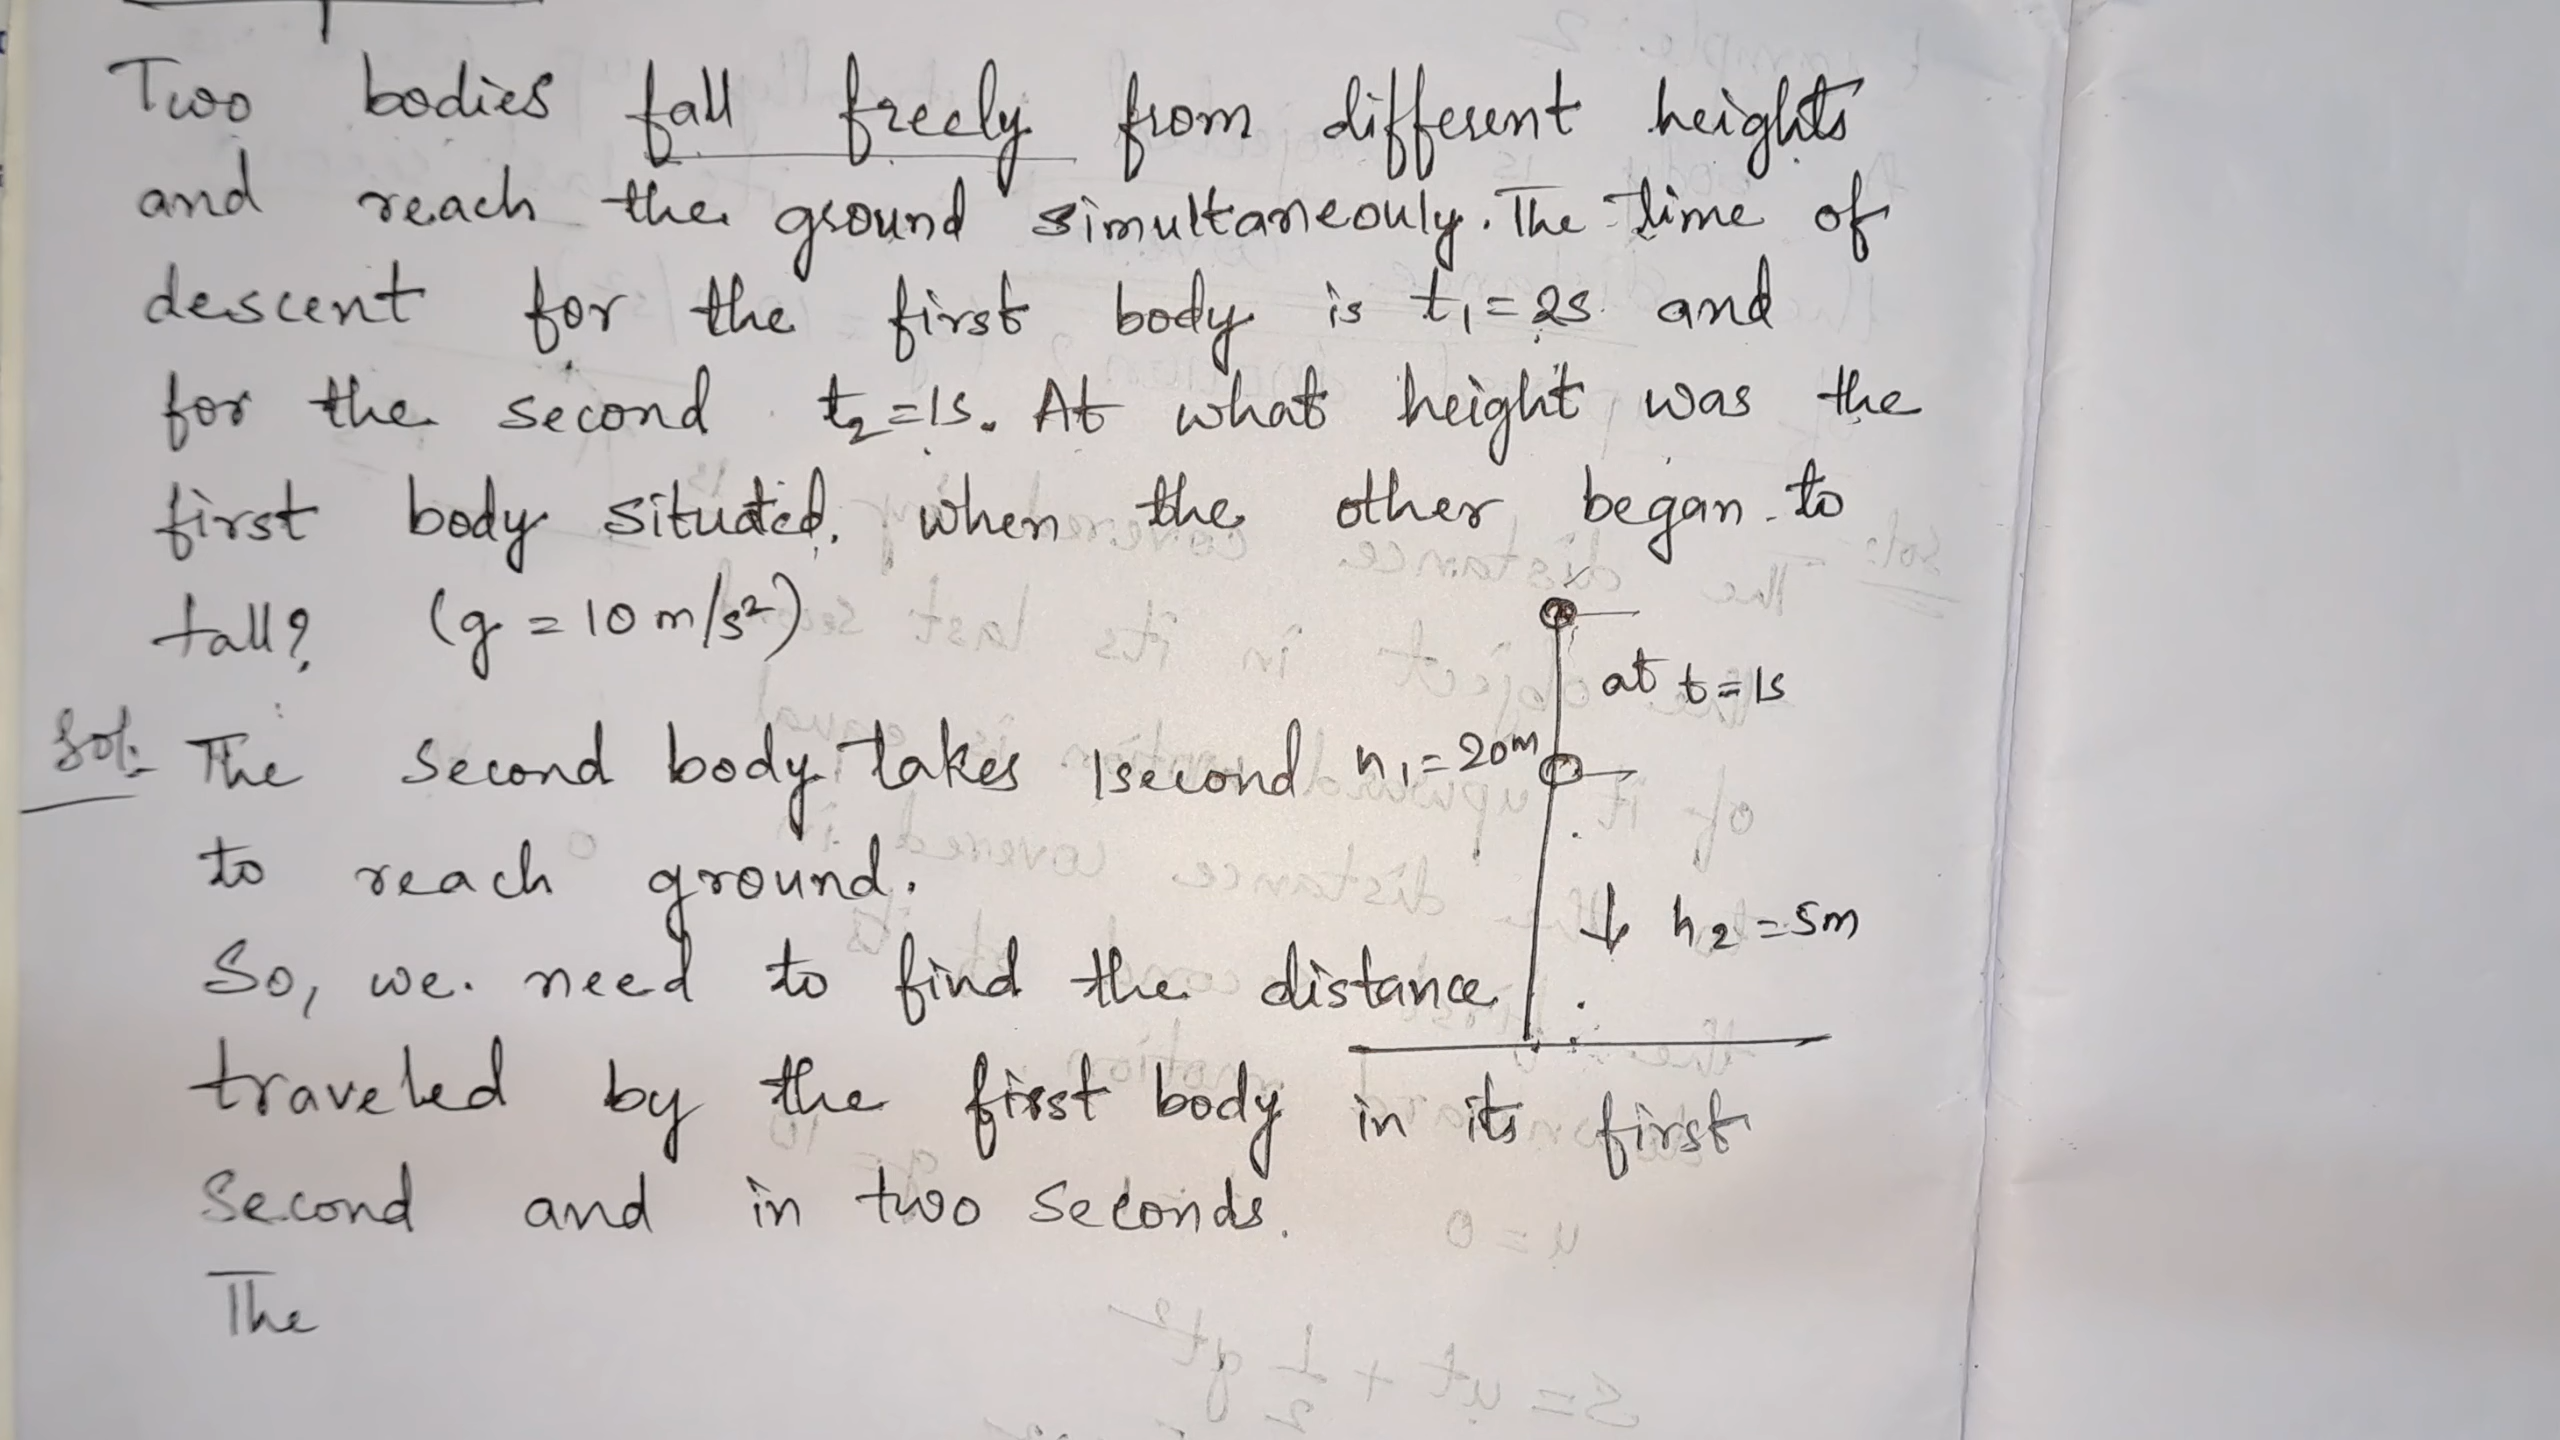 Two bodies fall freely from different heights
and reach the ground simultaneouly. The time of
descent for the first body is t₁=2s and
for the second t₂=1s. At what height was the
first body situated, when the other began to
fall? (g = 10 m/s²)
at t=1s
Sol:- The second body takes 1second
h₁=20m
to reach ground.
h₂=5m
So, we need to find the distance
traveled by the first body in its first
Second and in two seconds.
The